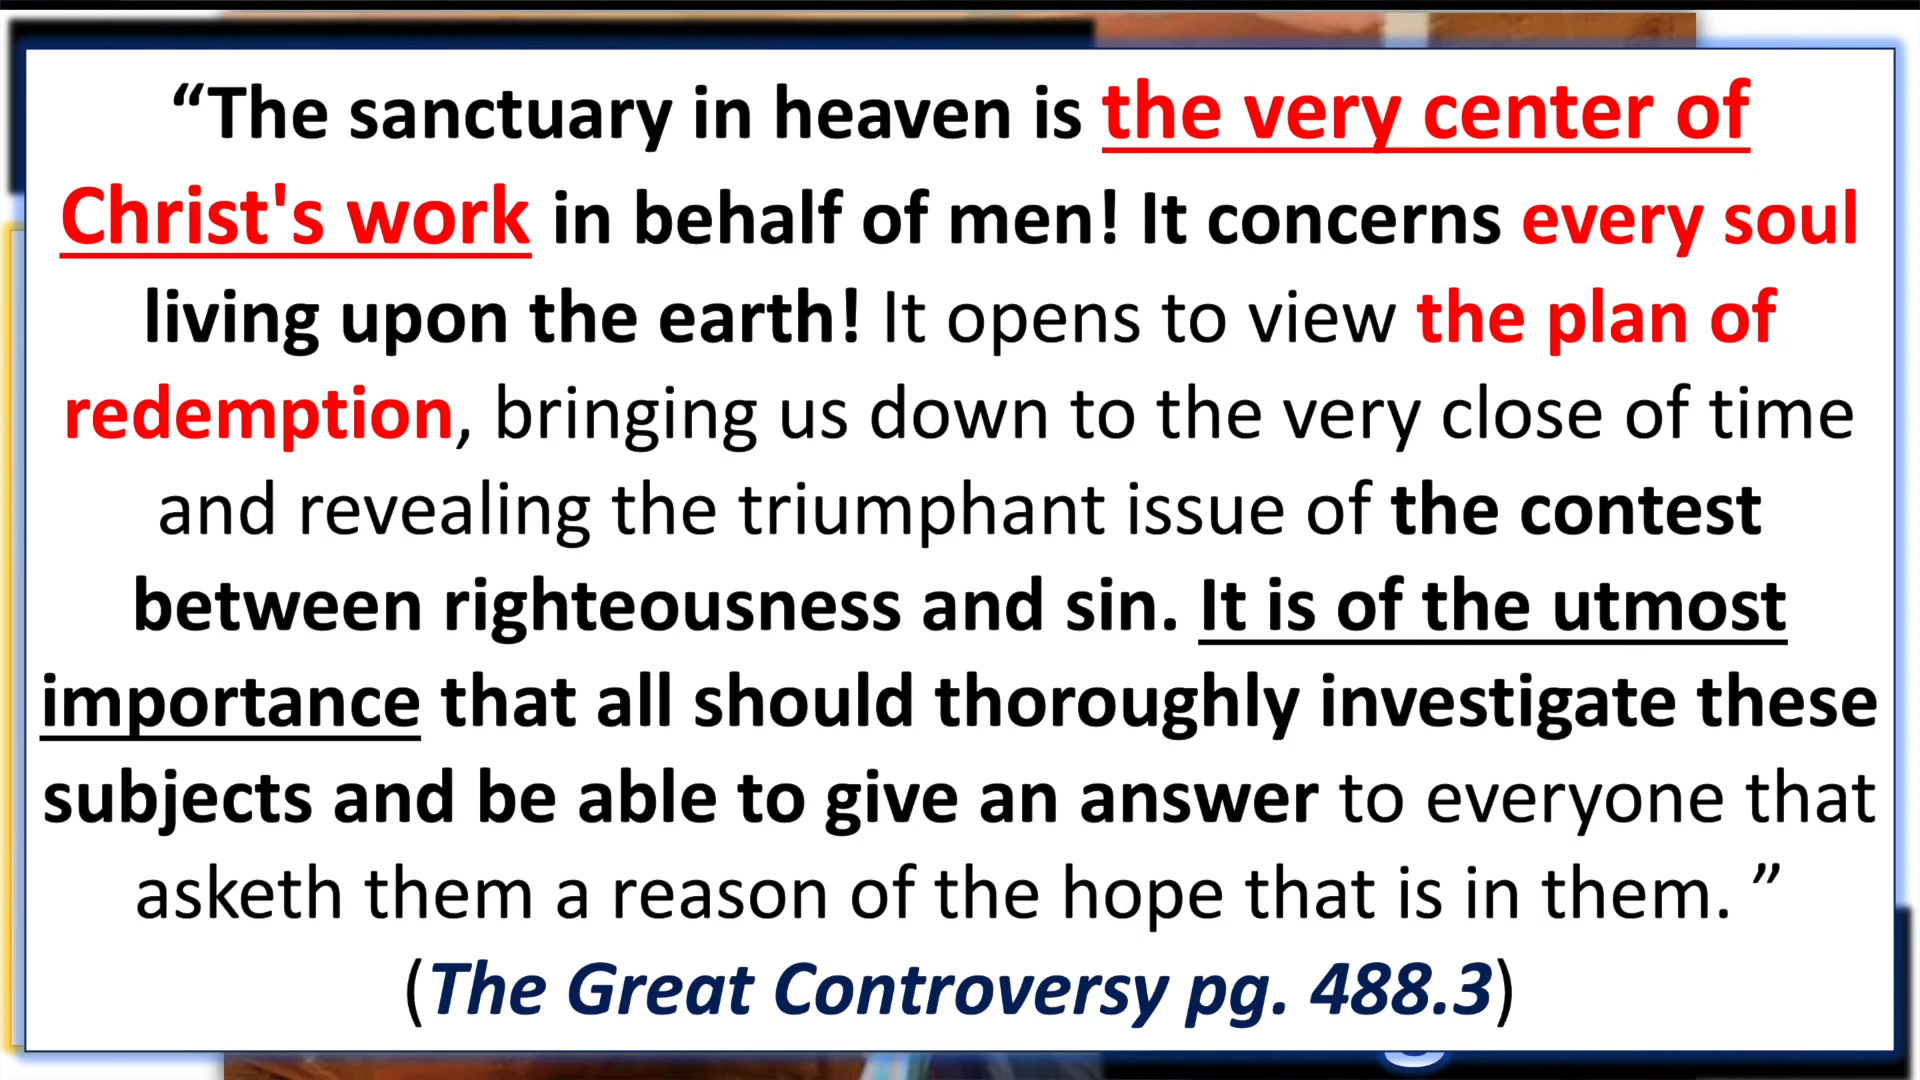 “The sanctuary in heaven is the very center of
Christ's work in behalf of men! It concerns every soul
living upon the earth! It opens to view the plan of
redemption, bringing us down to the very close of time
and revealing the triumphant issue of the contest
between righteousness and sin. It is of the utmost
importance that all should thoroughly investigate these
subjects and be able to give an answer to everyone that
asketh them a reason of the hope that is in them. ”
(The Great Controversy pg. 488.3)